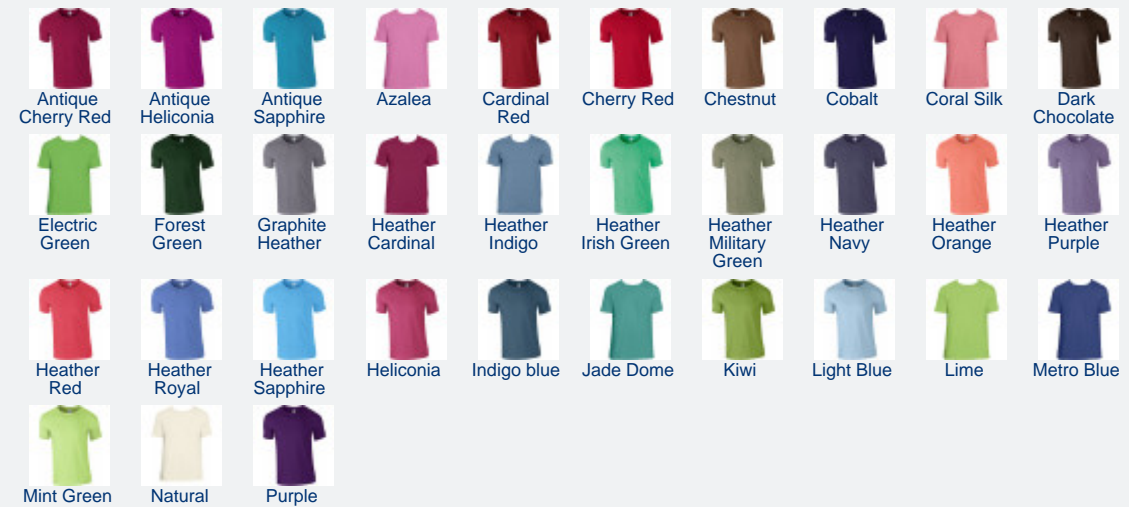 Antique
Cherry Red
Antique
Heliconia
Antique
Sapphire
Azalea
Cardinal
Red
Cherry Red
Chestnut
Cobalt
Coral Silk
Dark
Chocolate
Electric
Green
Forest
Green
Graphite
Heather
Heather
Cardinal
Heather
Indigo
Heather
Irish Green
Heather
Military
Green
Heather
Navy
Heather
Orange
Heather
Purple
Heather
Red
Heather
Royal
Heather
Sapphire
Heliconia
Indigo blue
Jade Dome
Kiwi
Light Blue
Lime
Metro Blue
Mint Green
Natural
Purple